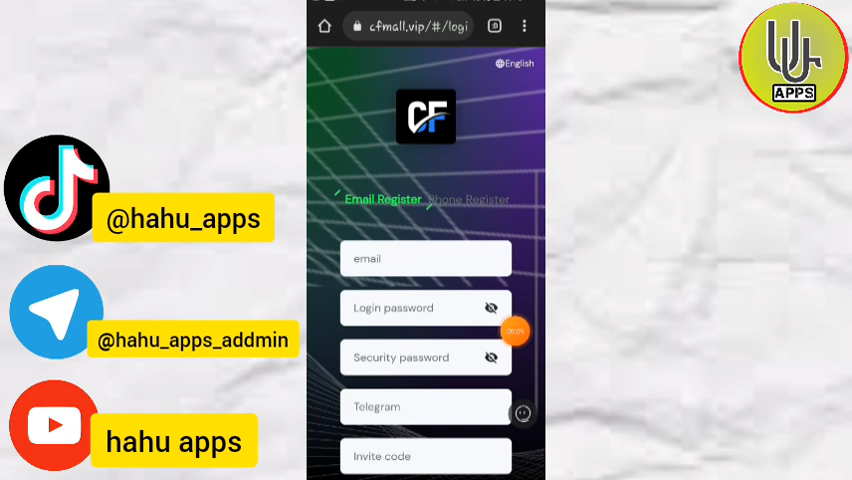 cfmall.vip/#/logi
English
CF
Email Register Phone Register
email
Login password
Security password
Telegram
Invite code
@hahu_apps
@hahu_apps_addmin
hahu apps
APPS